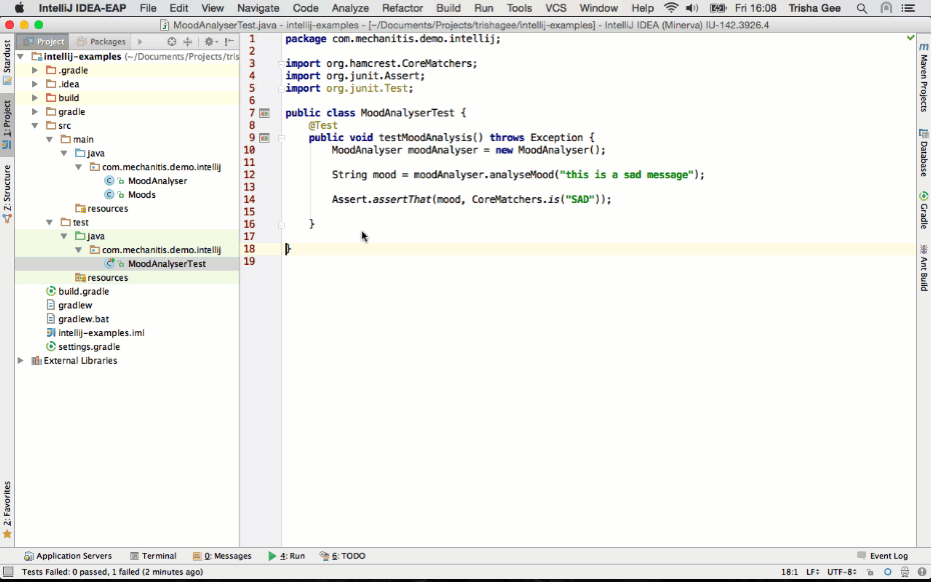 IntelliJ IDEA-EAP File Edit View Navigate Code Analyze Refactor Build Run Tools VCS Window Help Fri 16:08 Trisha Gee
MoodAnalyserTest.java - intellij-examples - [~/Documents/Projects/trishagee/intellij-examples] - IntelliJ IDEA (Minerva) IU-142.3926.4
Project Packages
intellij-examples (~/Documents/Projects/tris
.gradle
.idea
build
gradle
src
main
java
com.mechanitis.demo.intellij
MoodAnalyser
Moods
resources
test
java
com.mechanitis.demo.intellij
MoodAnalyserTest
resources
build.gradle
gradlew
gradlew.bat
intellij-examples.iml
settings.gradle
External Libraries
Stardust
1: Project
Z: Structure
2: Favorites
1 package com.mechanitis.demo.intellij;
2
3 import org.hamcrest.CoreMatchers;
4 import org.junit.Assert;
5 import org.junit.Test;
6
7 public class MoodAnalyserTest {
8 @Test
9 public void testMoodAnalysis() throws Exception {
10 MoodAnalyser moodAnalyser = new MoodAnalyser();
11
12 String mood = moodAnalyser.analyseMood("this is a sad message");
13
14 Assert.assertThat(mood, CoreMatchers.is("SAD"));
15
16 }
17
18 }
19
m Maven Projects
Database
Gradle
Ant Build
Application Servers Terminal 0: Messages 4: Run 6: TODO Event Log
Tests Failed: 0 passed, 1 failed (2 minutes ago) 18:1 LF UTF-8